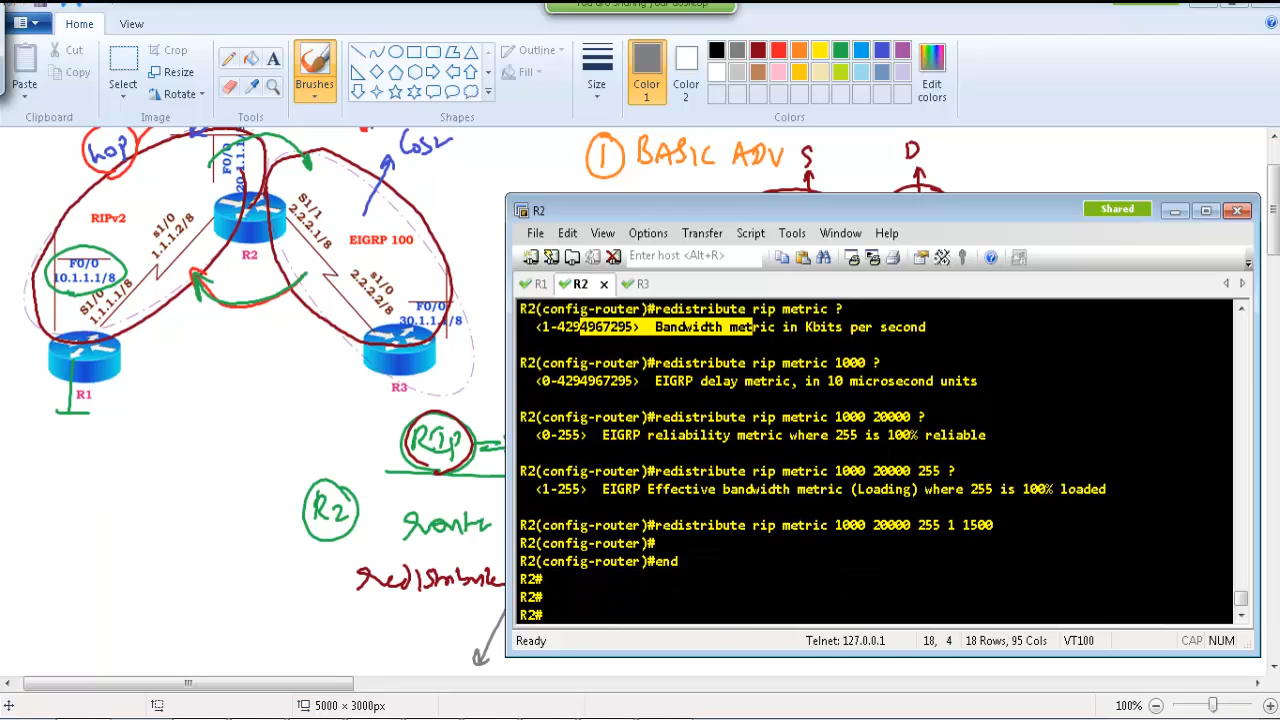 You are sharing your desktop
Home
View
Paste
Cut
Copy
Clipboard
Select
Crop
Resize
Rotate
Image
Tools
Brushes
Shapes
Outline
Fill
Size
Color
1
Color
2
Edit
colors
Colors
hop
Cost
RIPv2
F0/0
10.1.1.1/8
s1/0
1.1.1.2/8
S1/0
1.1.1.1/8
F0/0
R2
S1/1
2.2.2.1/8
EIGRP 100
s1/0
2.2.2.2/8
F0/0
30.1.1.1/8
R1
R3
Rip
R2
redistribute
1 BASIC ADV
S
D
R2
Shared
File Edit View Options Transfer Script Tools Window Help
Enter host <Alt+R>
R1
R2
R3
R2(config-router)#redistribute rip metric ?
<1-4294967295> Bandwidth metric in Kbits per second
R2(config-router)#redistribute rip metric 1000 ?
<0-4294967295> EIGRP delay metric, in 10 microsecond units
R2(config-router)#redistribute rip metric 1000 20000 ?
<0-255> EIGRP reliability metric where 255 is 100% reliable
R2(config-router)#redistribute rip metric 1000 20000 255 ?
<1-255> EIGRP Effective bandwidth metric (Loading) where 255 is 100% loaded
R2(config-router)#redistribute rip metric 1000 20000 255 1 1500
R2(config-router)#
R2(config-router)#end
R2#
R2#
R2#
Ready
Telnet: 127.0.0.1
18, 4
18 Rows, 95 Cols
VT100
CAP
NUM
5000 × 3000px
100%